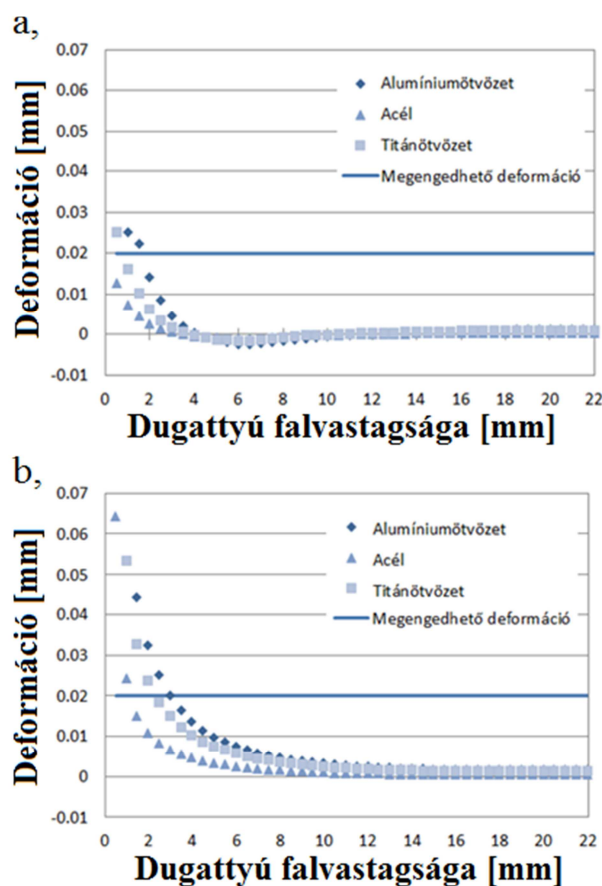 a,
0.07
0.06
0.05
0.04
0.03
0.02
0.01
0
-0.01
Deformáció [mm]
Alumíniumötvözet
Acél
Titánötvözet
Megengedhető deformáció
0 2 4 6 8 10 12 14 16 18 20 22
Dugattyú falvastagsága [mm]
b,
0.07
0.06
0.05
0.04
0.03
0.02
0.01
0
-0.01
Deformáció [mm]
Alumíniumötvözet
Acél
Titánötvözet
Megengedhető deformáció
0 2 4 6 8 10 12 14 16 18 20 22
Dugattyú falvastagsága [mm]